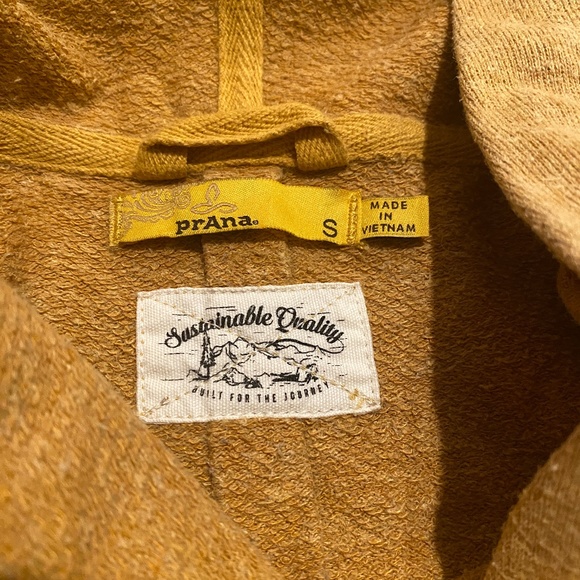 prAna®
S
MADE
IN
VIETNAM
Sustainable Quality
BUILT FOR THE JOURNEY